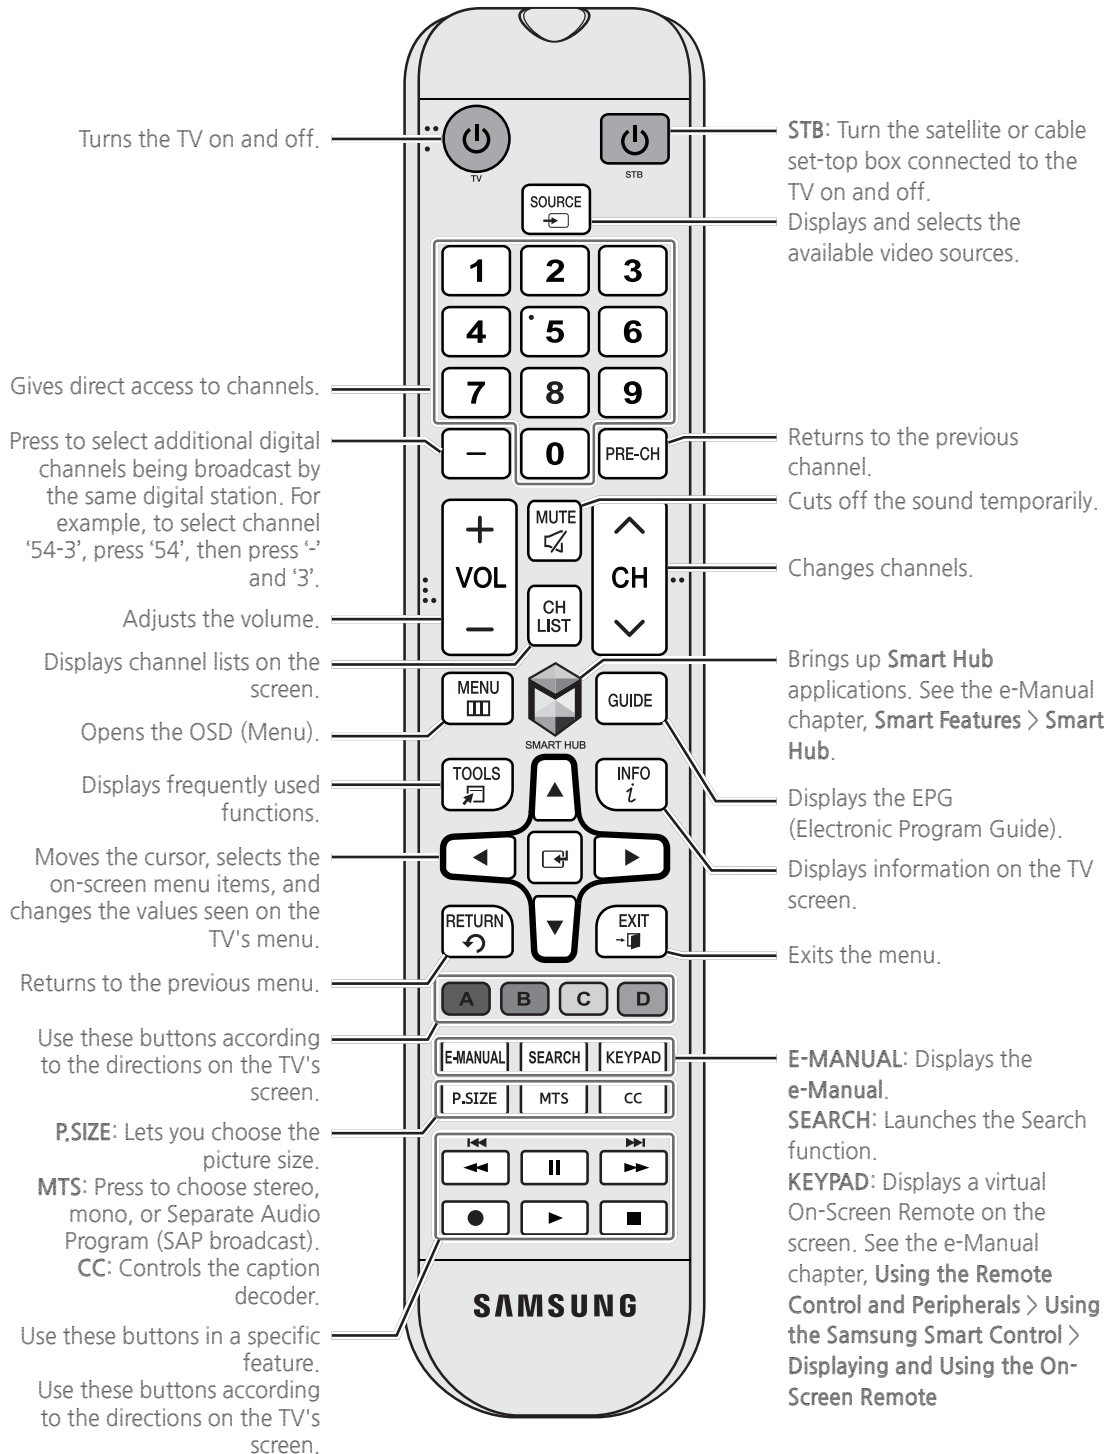 Turns the TV on and off.
TV
STB
STB: Turn the satellite or cable
set-top box connected to the
TV on and off.
SOURCE
Displays and selects the
available video sources.
1 2 3
4 5 6
7 8 9
Gives direct access to channels.
– 0 PRE-CH
Press to select additional digital
channels being broadcast by
the same digital station. For
example, to select channel
‘54-3’, press ‘54’, then press ‘-’
and ‘3’.
Returns to the previous
channel.
Cuts off the sound temporarily.
+
VOL
–
MUTE
CH
Changes channels.
CH
LIST
Adjusts the volume.
Displays channel lists on the
screen.
MENU
SMART HUB
GUIDE
Brings up Smart Hub
applications. See the e-Manual
chapter, Smart Features > Smart
Hub.
Opens the OSD (Menu).
TOOLS
INFO
i
Displays frequently used
functions.
Displays the EPG
(Electronic Program Guide).
Moves the cursor, selects the
on-screen menu items, and
changes the values seen on the
TV's menu.
Displays information on the TV
screen.
RETURN
EXIT
Exits the menu.
Returns to the previous menu.
A B C D
Use these buttons according
to the directions on the TV's
screen.
E-MANUAL SEARCH KEYPAD
P.SIZE MTS CC
E-MANUAL: Displays the
e-Manual.
SEARCH: Launches the Search
function.
KEYPAD: Displays a virtual
On-Screen Remote on the
screen. See the e-Manual
chapter, Using the Remote
Control and Peripherals > Using
the Samsung Smart Control >
Displaying and Using the On-
Screen Remote
P.SIZE: Lets you choose the
picture size.
MTS: Press to choose stereo,
mono, or Separate Audio
Program (SAP broadcast).
CC: Controls the caption
decoder.
SAMSUNG
Use these buttons in a specific
feature.
Use these buttons according
to the directions on the TV's
screen.